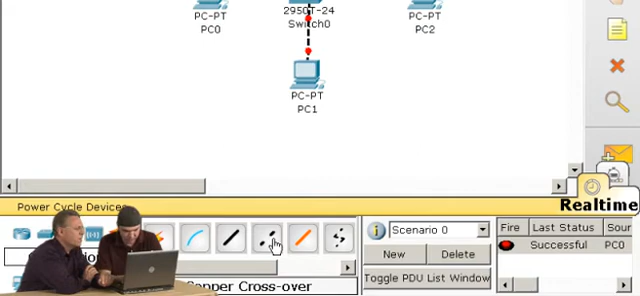 PC-PT
PC0
2950T-24
Switch0
PC-PT
PC2
PC-PT
PC1
Power Cycle Devices
Realtime
Scenario 0
New
Delete
Toggle PDU List Window
Fire
Last Status
Sour
Successful
PC0
Copper Cross-over